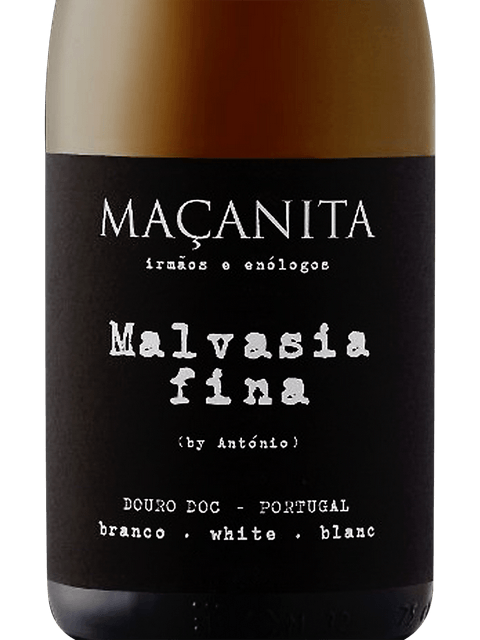 MAÇANITA
irmãos e enólogos
Malvasia
fina
(by António)
DOURO DOC - PORTUGAL
branco . white . blanc